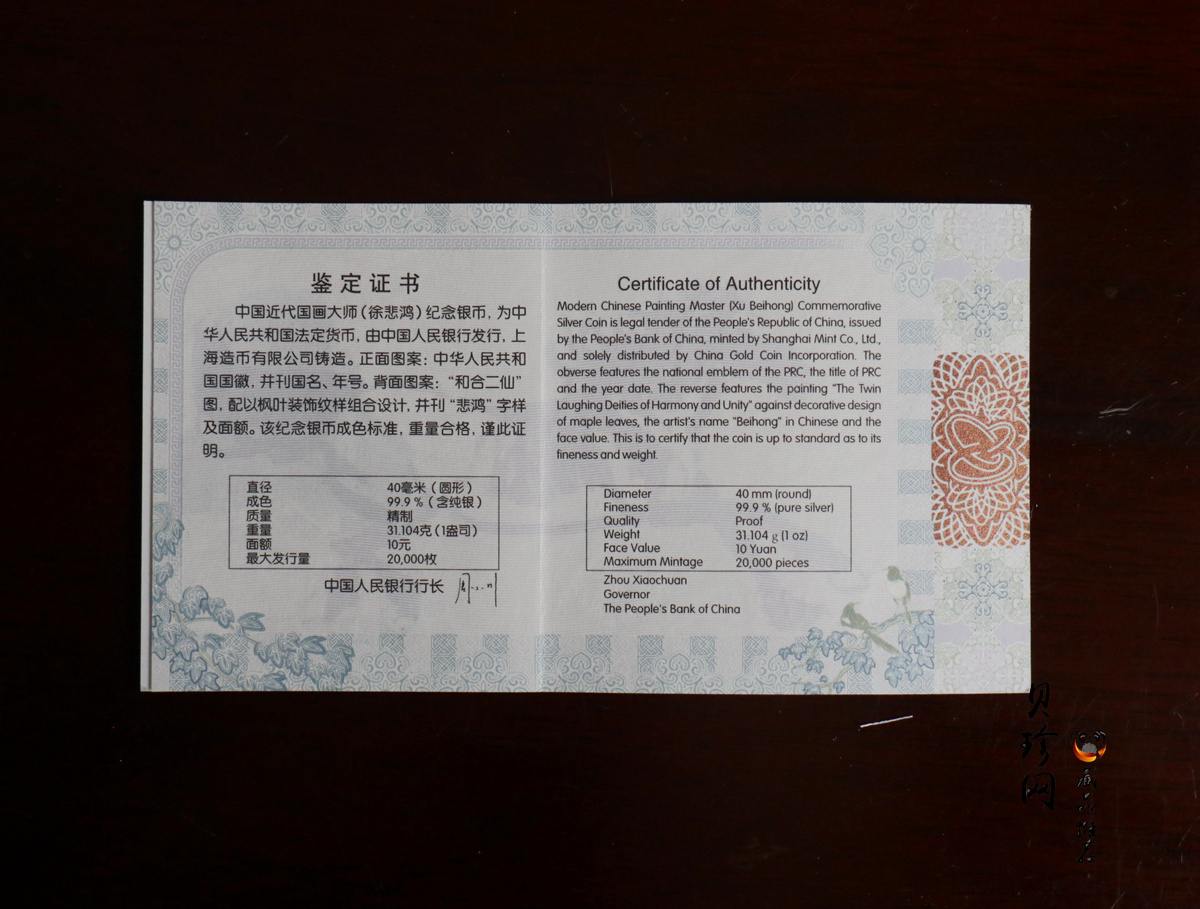 鉴定证书
中国近代国画大师（徐悲鸿）纪念银币，为中
华人民共和国法定货币，由中国人民银行发行，上
海造币有限公司铸造。正面图案：中华人民共和
国国徽，并刊国名、年号。背面图案：“和合二仙”
图，配以枫叶装饰纹样组合设计，并刊“悲鸿”字样
及面额。该纪念银币成色标准，重量合格，谨此证
明。
直径 40毫米（圆形）
成色 99.9％（含纯银）
质量 精制
重量 31.104克（1盎司）
面额 10元
最大发行量 20,000枚
中国人民银行行长
Certificate of Authenticity
Modern Chinese Painting Master (Xu Beihong) Commemorative
Silver Coin is legal tender of the People's Republic of China, issued
by the People's Bank of China, minted by Shanghai Mint Co., Ltd.,
and solely distributed by China Gold Coin Incorporation. The
obverse features the national emblem of the PRC, the title of PRC
and the year date. The reverse features the painting "The Twin
Laughing Deities of Harmony and Unity" against decorative design
of maple leaves, the artist's name "Beihong" in Chinese and the
face value. This is to certify that the coin is up to standard as to its
fineness and weight.
Diameter 40 mm (round)
Fineness 99.9 % (pure silver)
Quality Proof
Weight 31.104 g (1 oz)
Face Value 10 Yuan
Maximum Mintage 20,000 pieces
Zhou Xiaochuan
Governor
The People's Bank of China
贝珍网